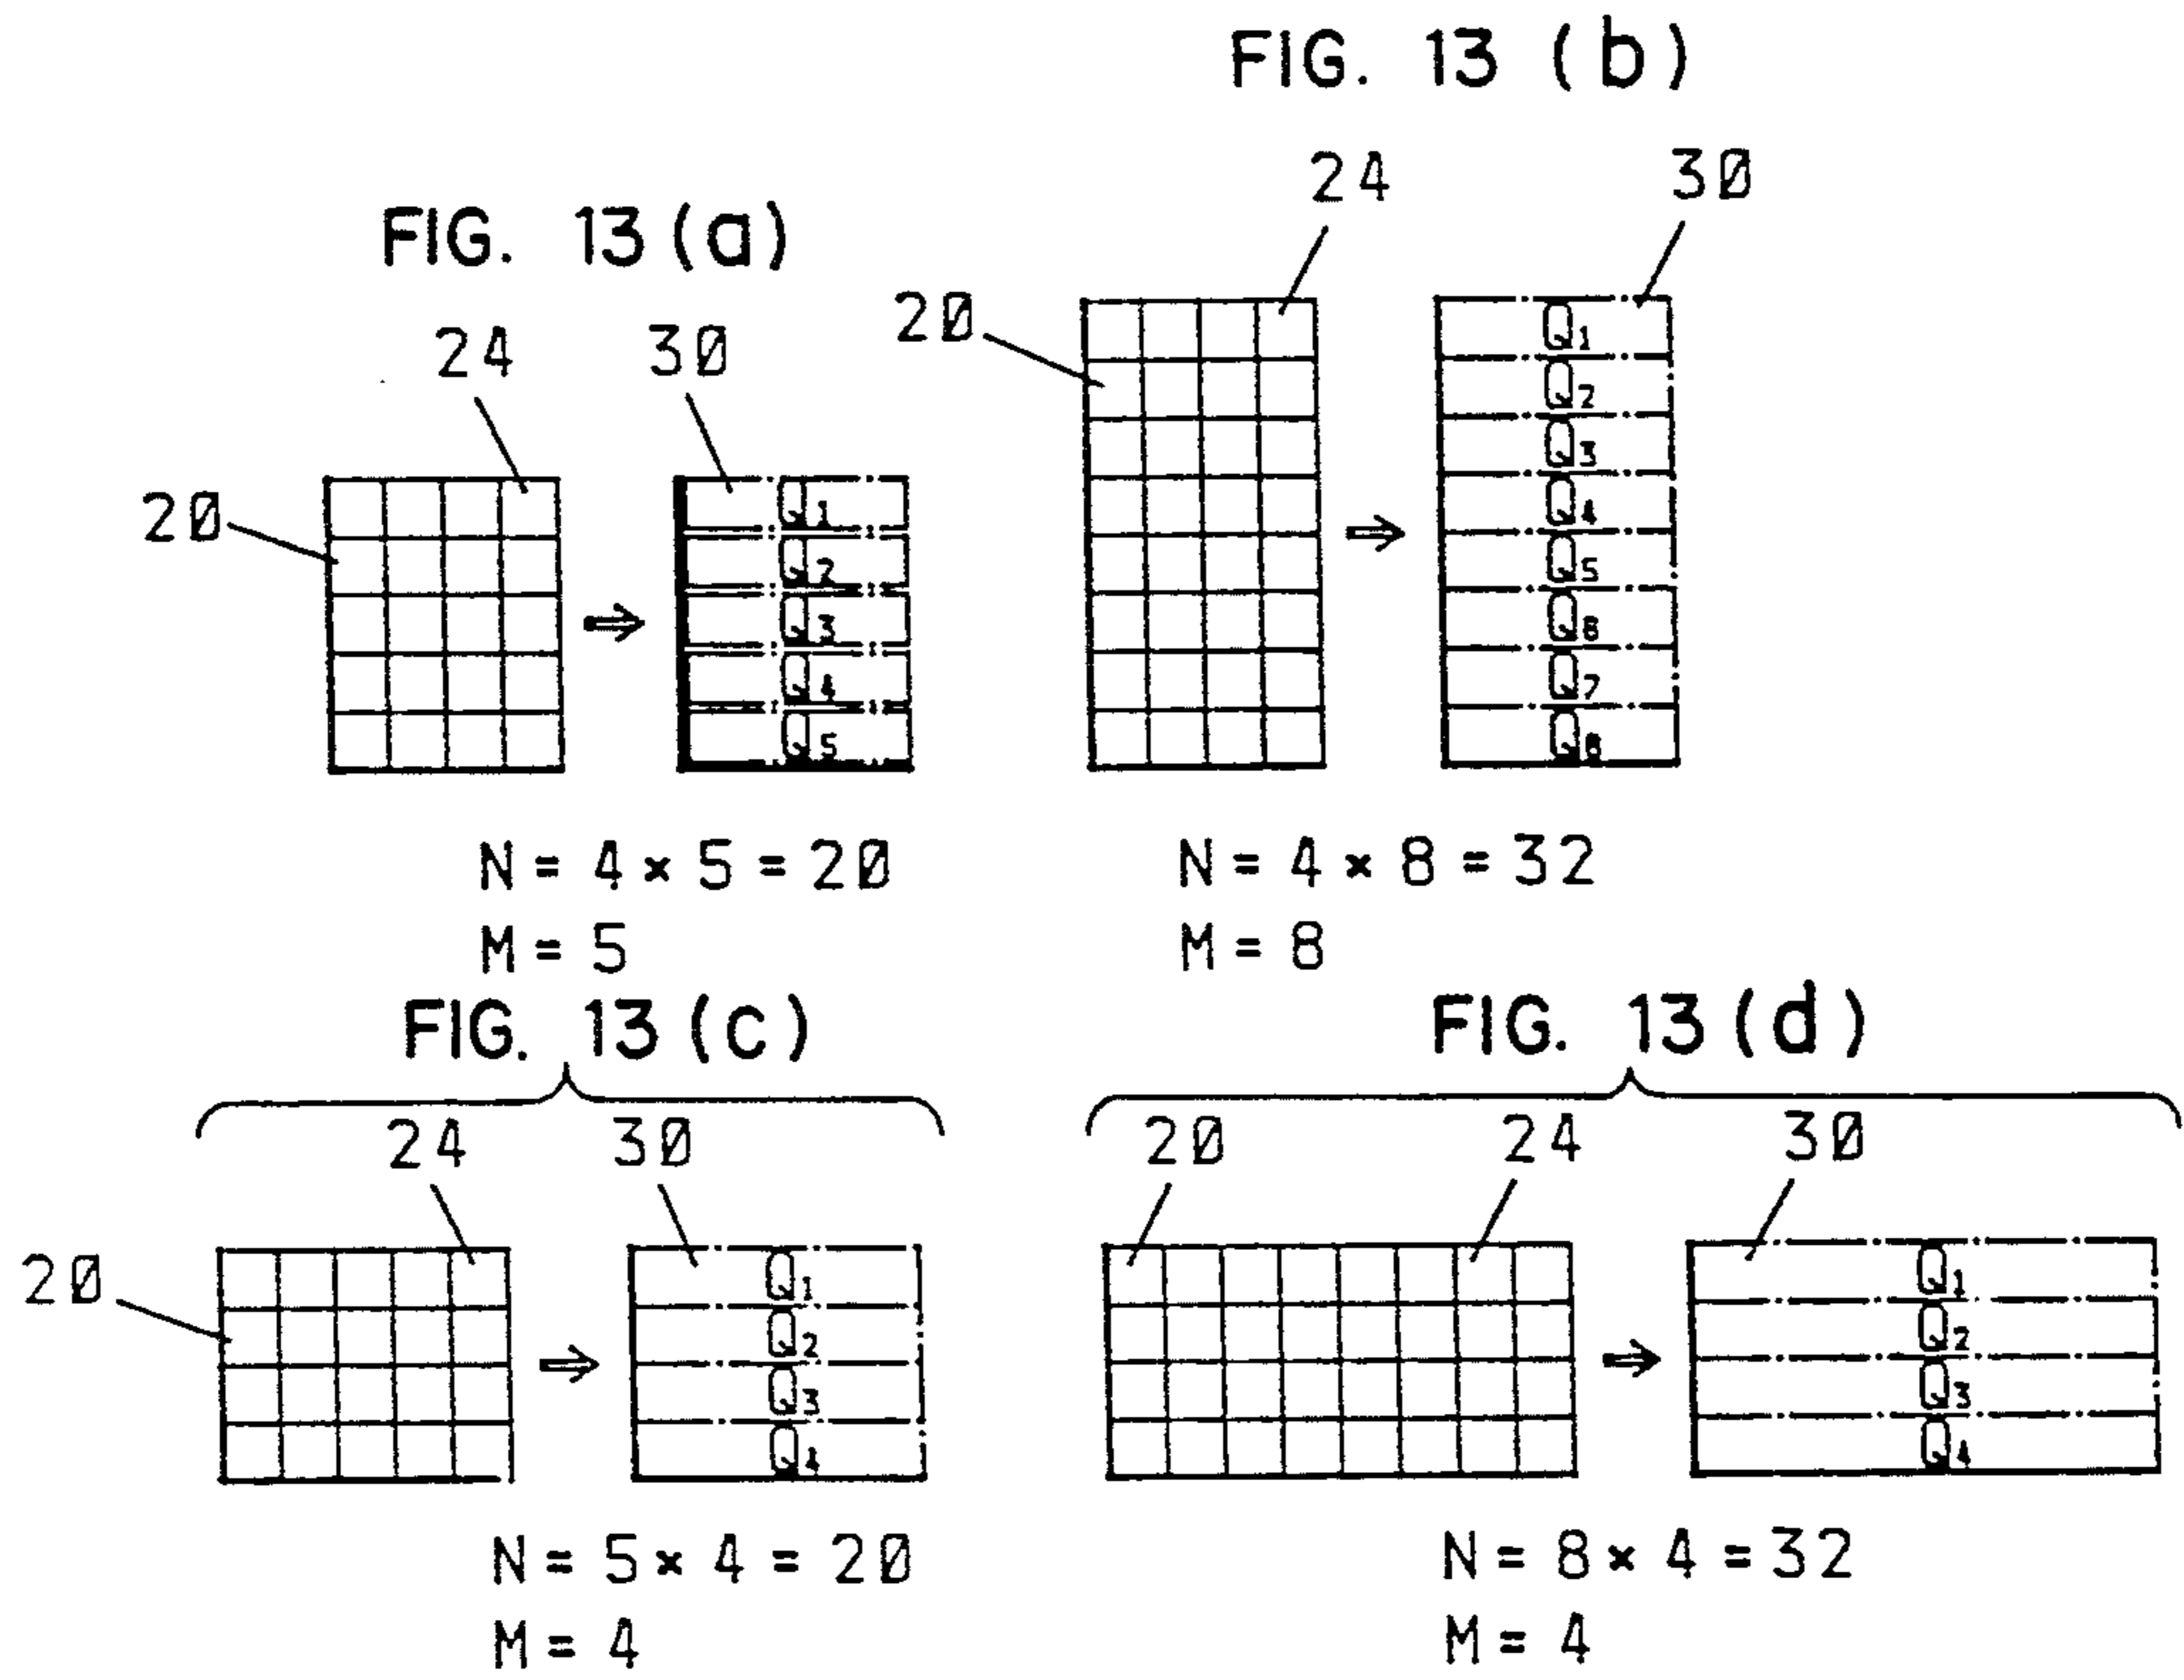 FIG. 13 (a)
24
30
20
Q1
Q2
Q3
Q4
Q5
N = 4 × 5 = 20
M = 5
FIG. 13 (b)
24
30
20
Q1
Q2
Q3
Q4
Q5
Q6
Q7
Q8
N = 4 × 8 = 32
M = 8
FIG. 13 (c)
24
30
20
Q1
Q2
Q3
Q4
N = 5 × 4 = 20
M = 4
FIG. 13 (d)
20
24
30
Q1
Q2
Q3
Q4
N = 8 × 4 = 32
M = 4